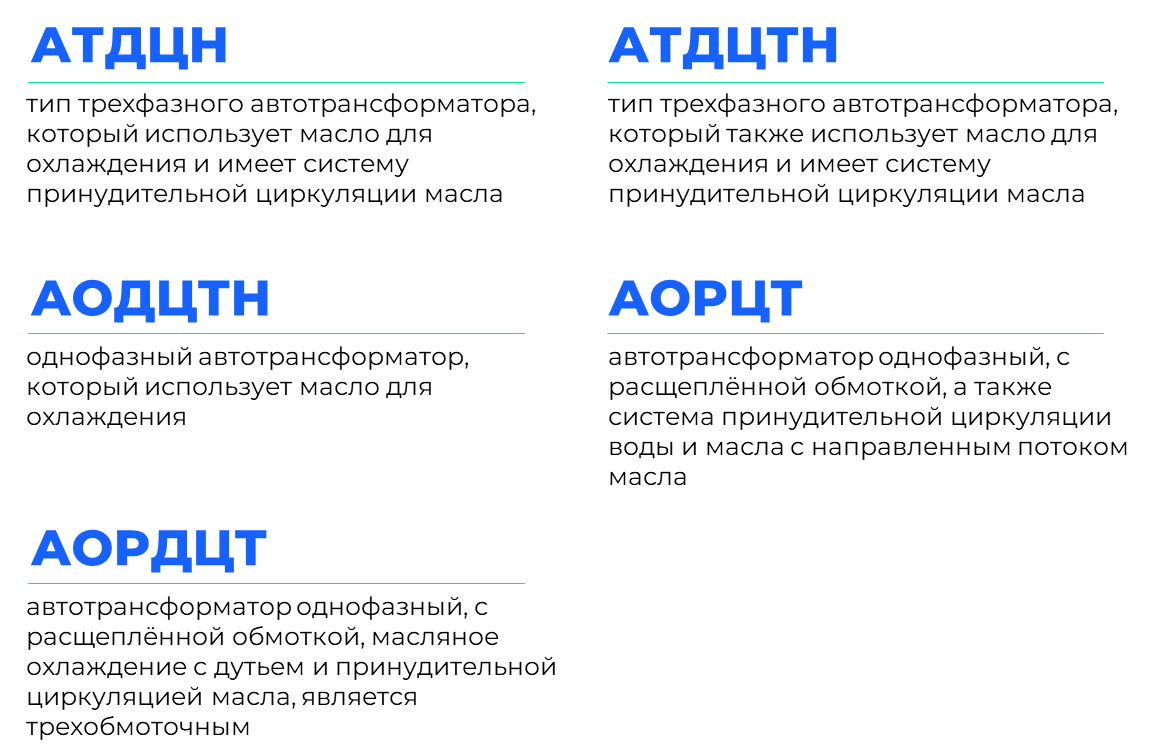 АТДЦН
тип трехфазного автотрансформатора,
который использует масло для
охлаждения и имеет систему
принудительной циркуляции масла
АТДЦТН
тип трехфазного автотрансформатора,
который также использует масло для
охлаждения и имеет систему
принудительной циркуляции масла
АОДЦТН
однофазный автотрансформатор,
который использует масло для
охлаждения
АОРЦТ
автотрансформатор однофазный, с
расщеплённой обмоткой, а также
система принудительной циркуляции
воды и масла с направленным потоком
масла
АОРДЦТ
автотрансформатор однофазный, с
расщеплённой обмоткой, масляное
охлаждение с дутьем и принудительной
циркуляцией масла, является
трехобмоточным